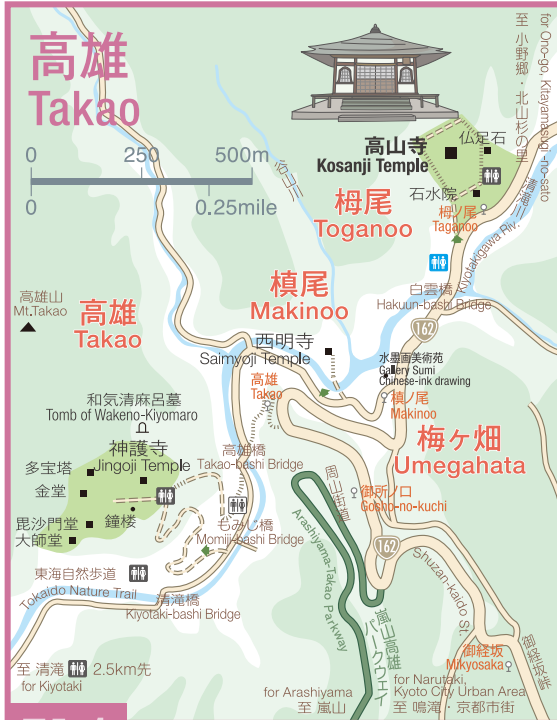 高雄
Takao
0 250 500m
0 0.25mile
for Ono-go, Kitayamasugi-no-sato
至 小野郷・北山杉の里
高山寺
Kosanji Temple
仏足石
石水院
栂ノ尾
Taganoo
栂尾
Toganoo
清滝川
Kiyotakigawa Riv.
白雲橋
Hakuun-bashi Bridge
162
高雄山
Mt.Takao
高雄
Takao
槙尾
Makinoo
西明寺
Saimyoji Temple
水墨画美術苑
Gallery Sumi
Chinese-ink drawing
槙ノ尾
Makinoo
高雄
Takao
梅ヶ畑
Umegahata
和気清麻呂墓
Tomb of Wakeno-Kiyomaro
神護寺
Jingoji Temple
多宝塔
金堂
毘沙門堂
大師堂
鐘楼
高雄橋
Takao-bashi Bridge
もみじ橋
Momiji-bashi Bridge
周山街道
御所ノ口
Gosho-no-kuchi
162
Shuzan-kaido St.
Arashiyama-Takao Parkway
嵐山高雄パークウェイ
東海自然歩道
Tokaido Nature Trail
清滝橋
Kiyotaki-bashi Bridge
御経坂
Mikyosaka
御経坂峠
至 清滝 2.5km先
for Kiyotaki
for Arashiyama
至 嵐山
for Narutaki,
Kyoto City Urban Area
至 鳴滝・京都市街